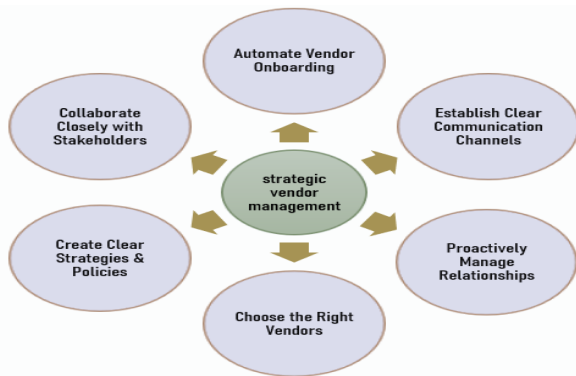 Automate Vendor
Onboarding
Collaborate
Closely with
Stakeholders
Establish Clear
Communication
Channels
strategic
vendor
management
Create Clear
Strategies &
Policies
Proactively
Manage
Relationships
Choose the Right
Vendors